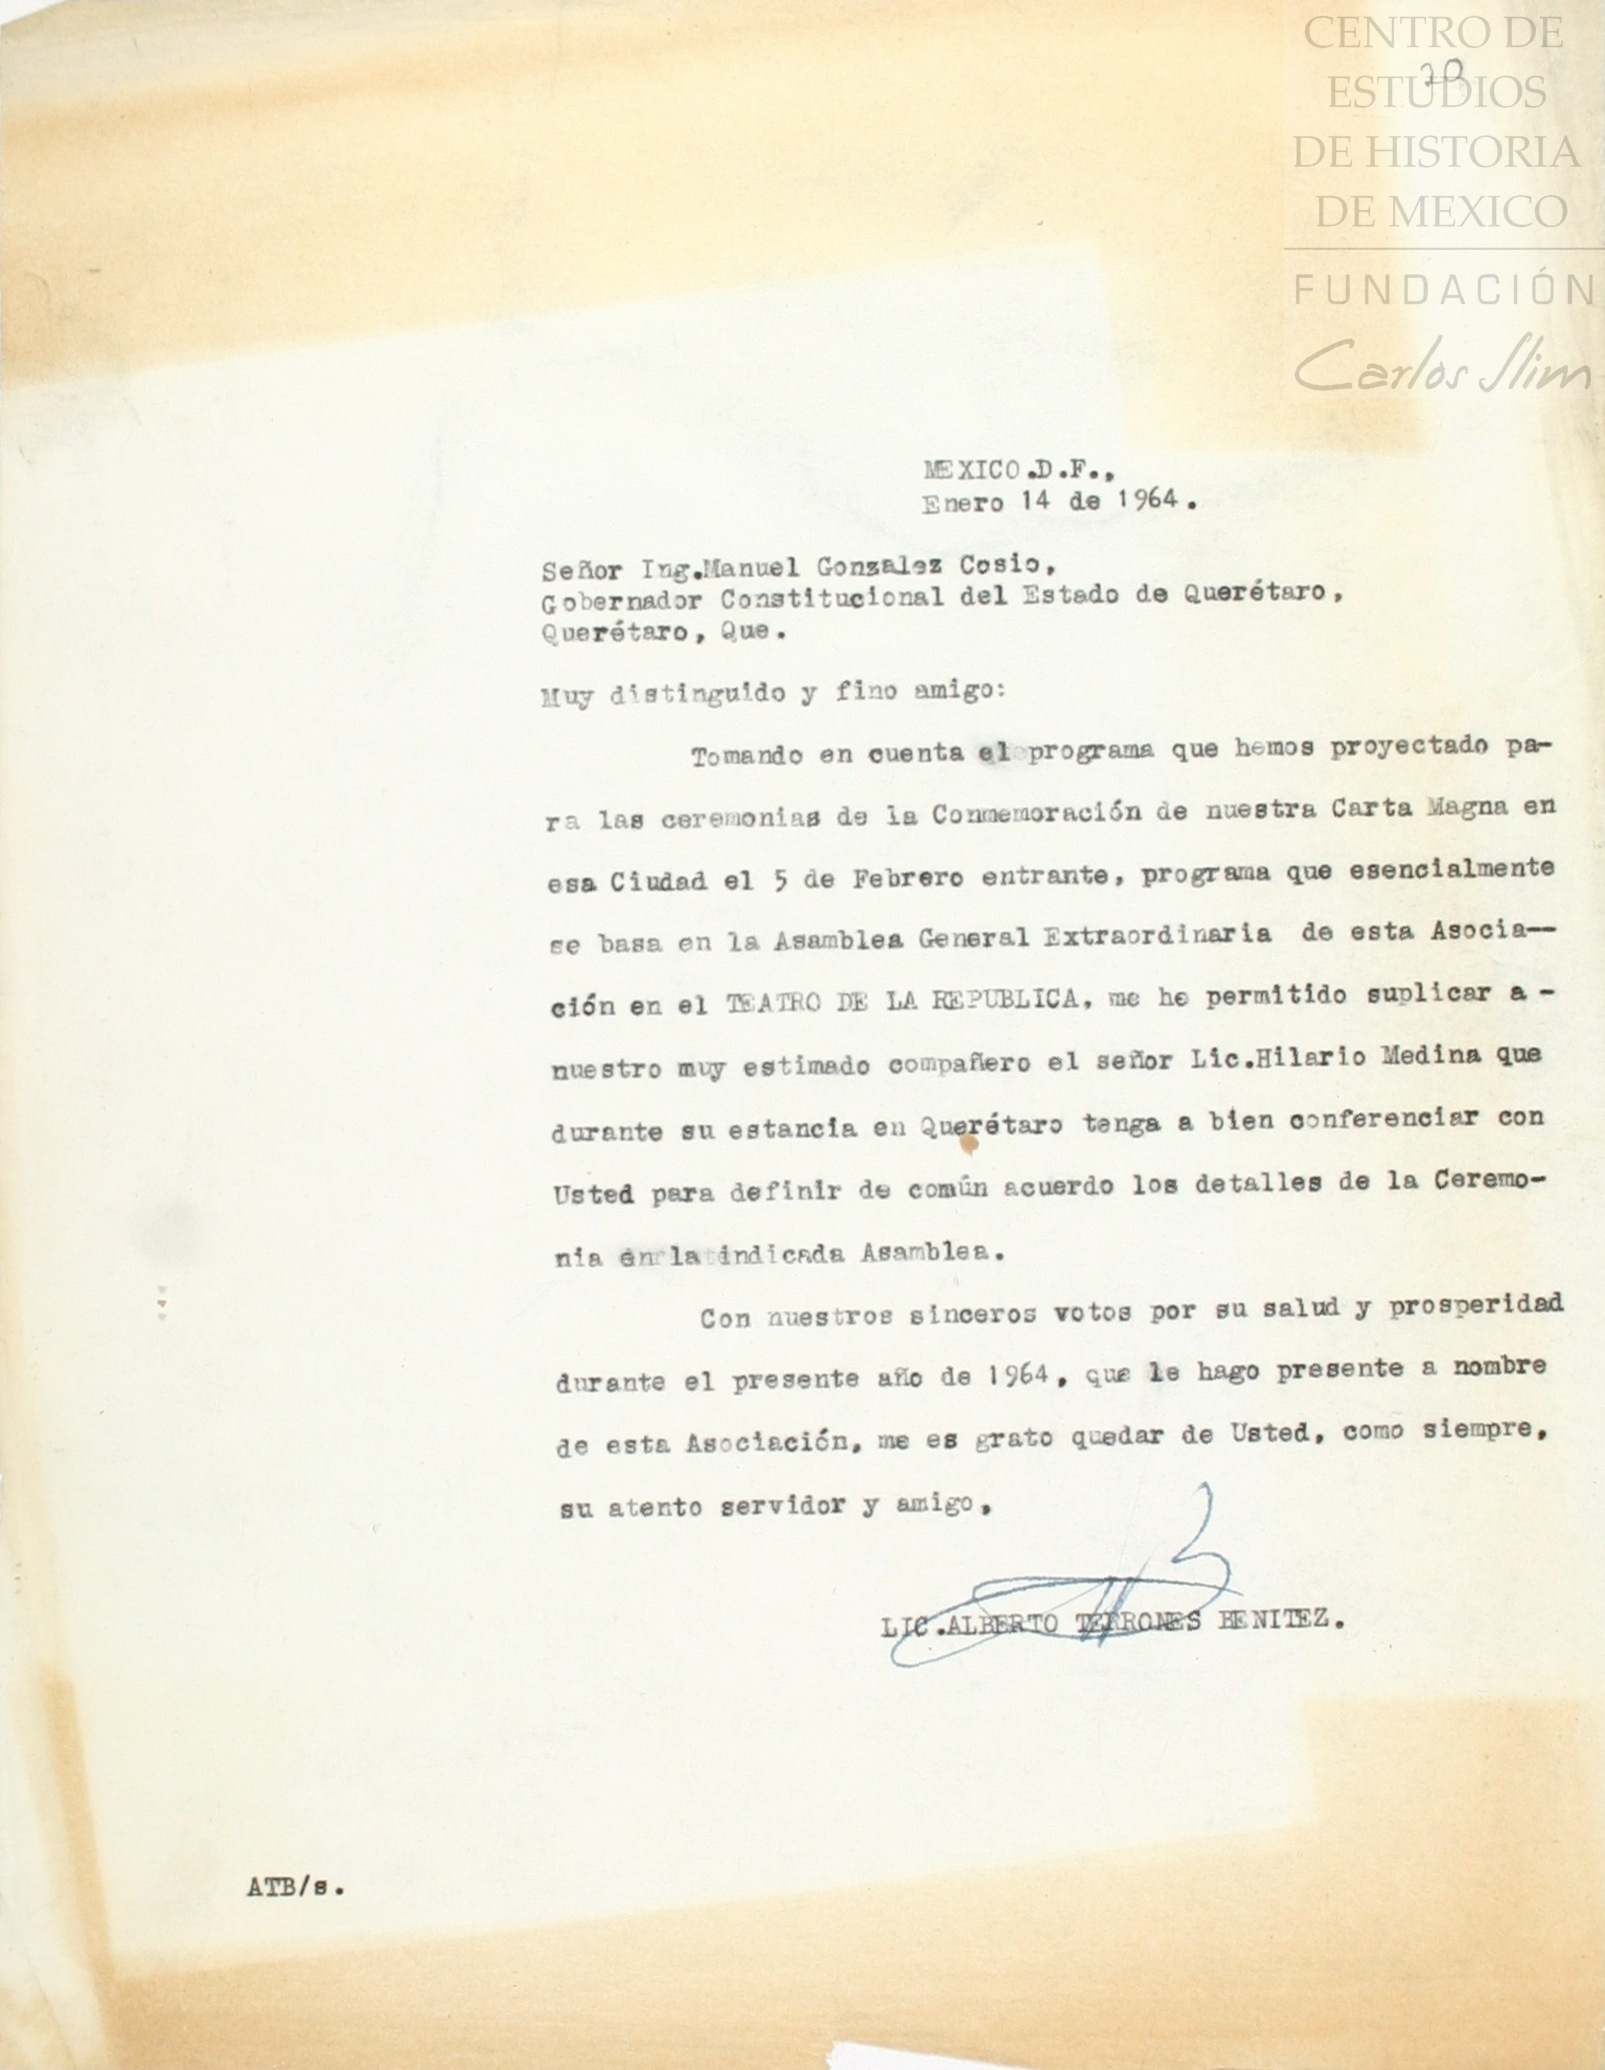 CENTRO DE
ESTUDIOS
DE HISTORIA
DE MEXICO
FUNDACIÓN
Carlos Slim
20
MEXICO.D.F.,
Enero 14 de 1964.
Señor Ing.Manuel Gonzalez Cosio,
Gobernador Constitucional del Estado de Querétaro,
Querétaro, Que.
Muy distinguido y fino amigo:
Tomando en cuenta el programa que hemos proyectado pa-
ra las ceremonias de la Conmemoración de nuestra Carta Magna en
esa Ciudad el 5 de Febrero entrante, programa que esencialmente
se basa en la Asamblea General Extraordinaria de esta Asocia--
ción en el TEATRO DE LA REPUBLICA, me he permitido suplicar a -
nuestro muy estimado compañero el señor Lic.Hilario Medina que
durante su estancia en Querétaro tenga a bien conferenciar con
Usted para definir de común acuerdo los detalles de la Ceremo-
nia en la indicada Asamblea.
Con nuestros sinceros votos por su salud y prosperidad
durante el presente año de 1964, que le hago presente a nombre
de esta Asociación, me es grato quedar de Usted, como siempre,
su atento servidor y amigo,
LIC.ALBERTO TERRONES BENITEZ.
ATB/s.